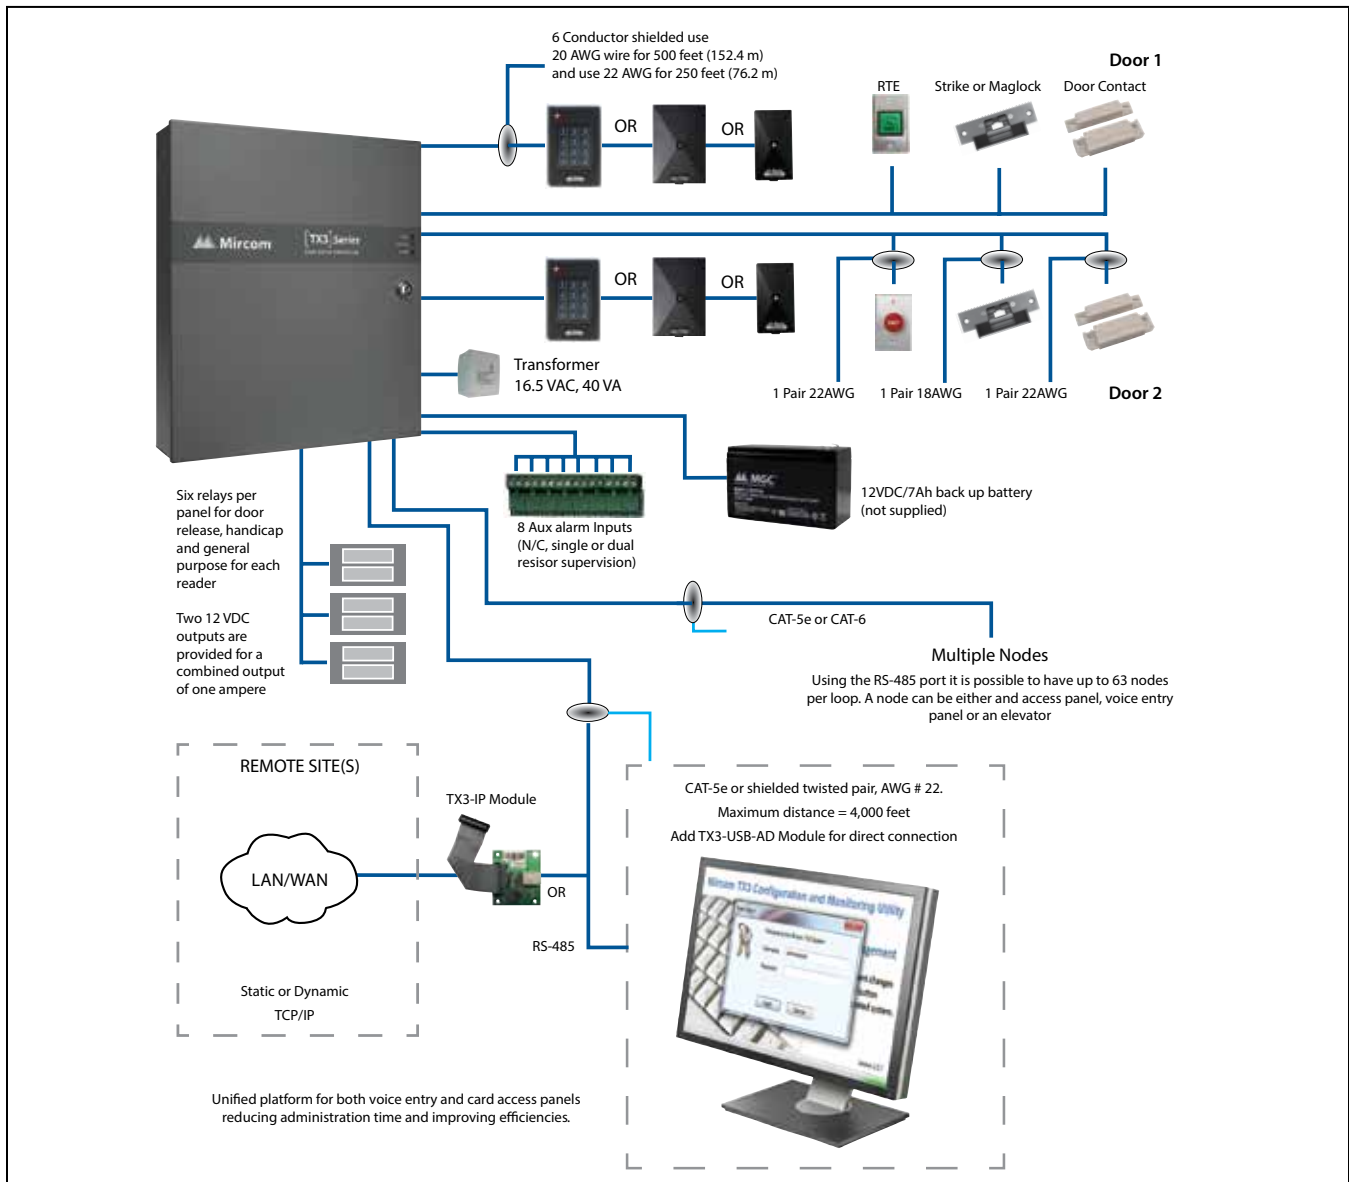 6 Conductor shielded use
20 AWG wire for 500 feet (152.4 m)
and use 22 AWG for 250 feet (76.2 m)
Door 1
RTE
Strike or Maglock
Door Contact
OR
OR
Mircom
[TX3] Series
OR
OR
Transformer
16.5 VAC, 40 VA
1 Pair 22AWG
1 Pair 18AWG
1 Pair 22AWG
Door 2
MGC
12VDC/7Ah back up battery
(not supplied)
8 Aux alarm Inputs
(N/C, single or dual
resisor supervision)
Six relays per
panel for door
release, handicap
and general
purpose for each
reader
Two 12 VDC
outputs are
provided for a
combined output
of one ampere
CAT-5e or CAT-6
Multiple Nodes
Using the RS-485 port it is possible to have up to 63 nodes
per loop. A node can be either and access panel, voice entry
panel or an elevator
REMOTE SITE(S)
TX3-IP Module
LAN/WAN
OR
RS-485
Static or Dynamic
TCP/IP
CAT-5e or shielded twisted pair, AWG # 22.
Maximum distance = 4,000 feet
Add TX3-USB-AD Module for direct connection
Mircom TX3 Configuration and Monitoring Utility
Unified platform for both voice entry and card access panels
reducing administration time and improving efficiencies.